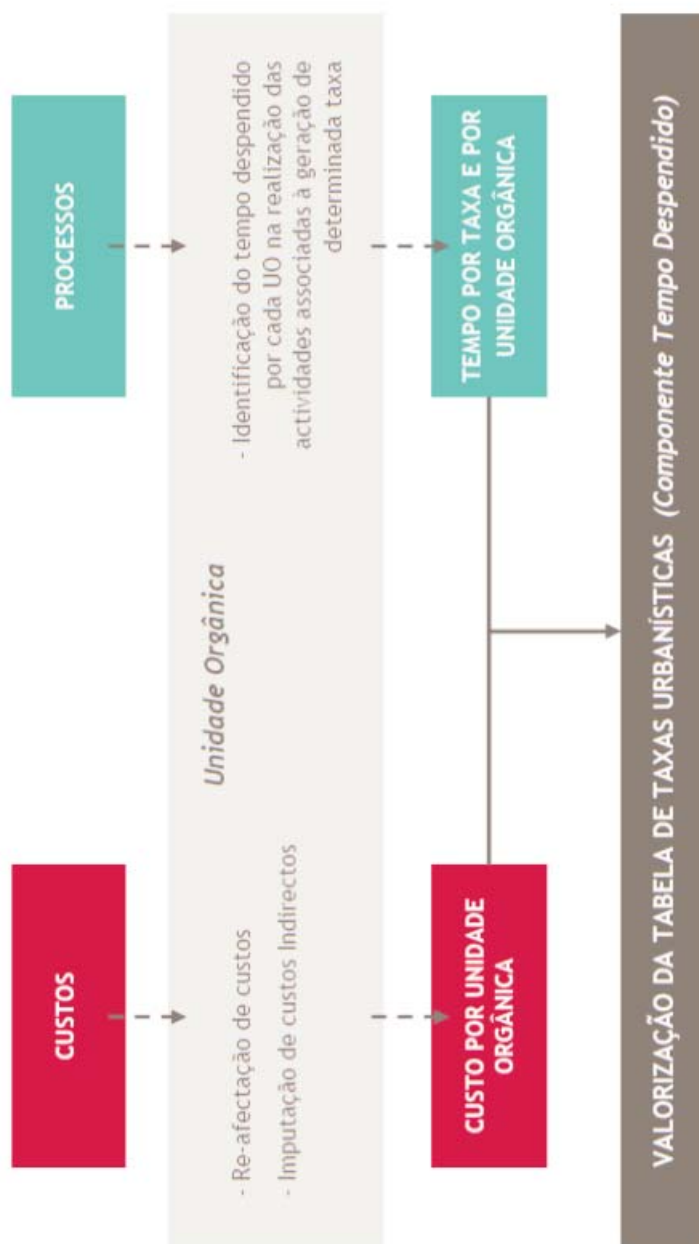 CUSTOS
PROCESSOS
Unidade Orgânica
- Re-afectação de custos
- Imputação de custos Indirectos
- Identificação do tempo despendido
por cada UO na realização das
actividades associadas à geração de
determinada taxa
CUSTO POR UNIDADE
ORGÂNICA
TEMPO POR TAXA E POR
UNIDADE ORGÂNICA
VALORIZAÇÃO DA TABELA DE TAXAS URBANÍSTICAS (Componente Tempo Despendido)